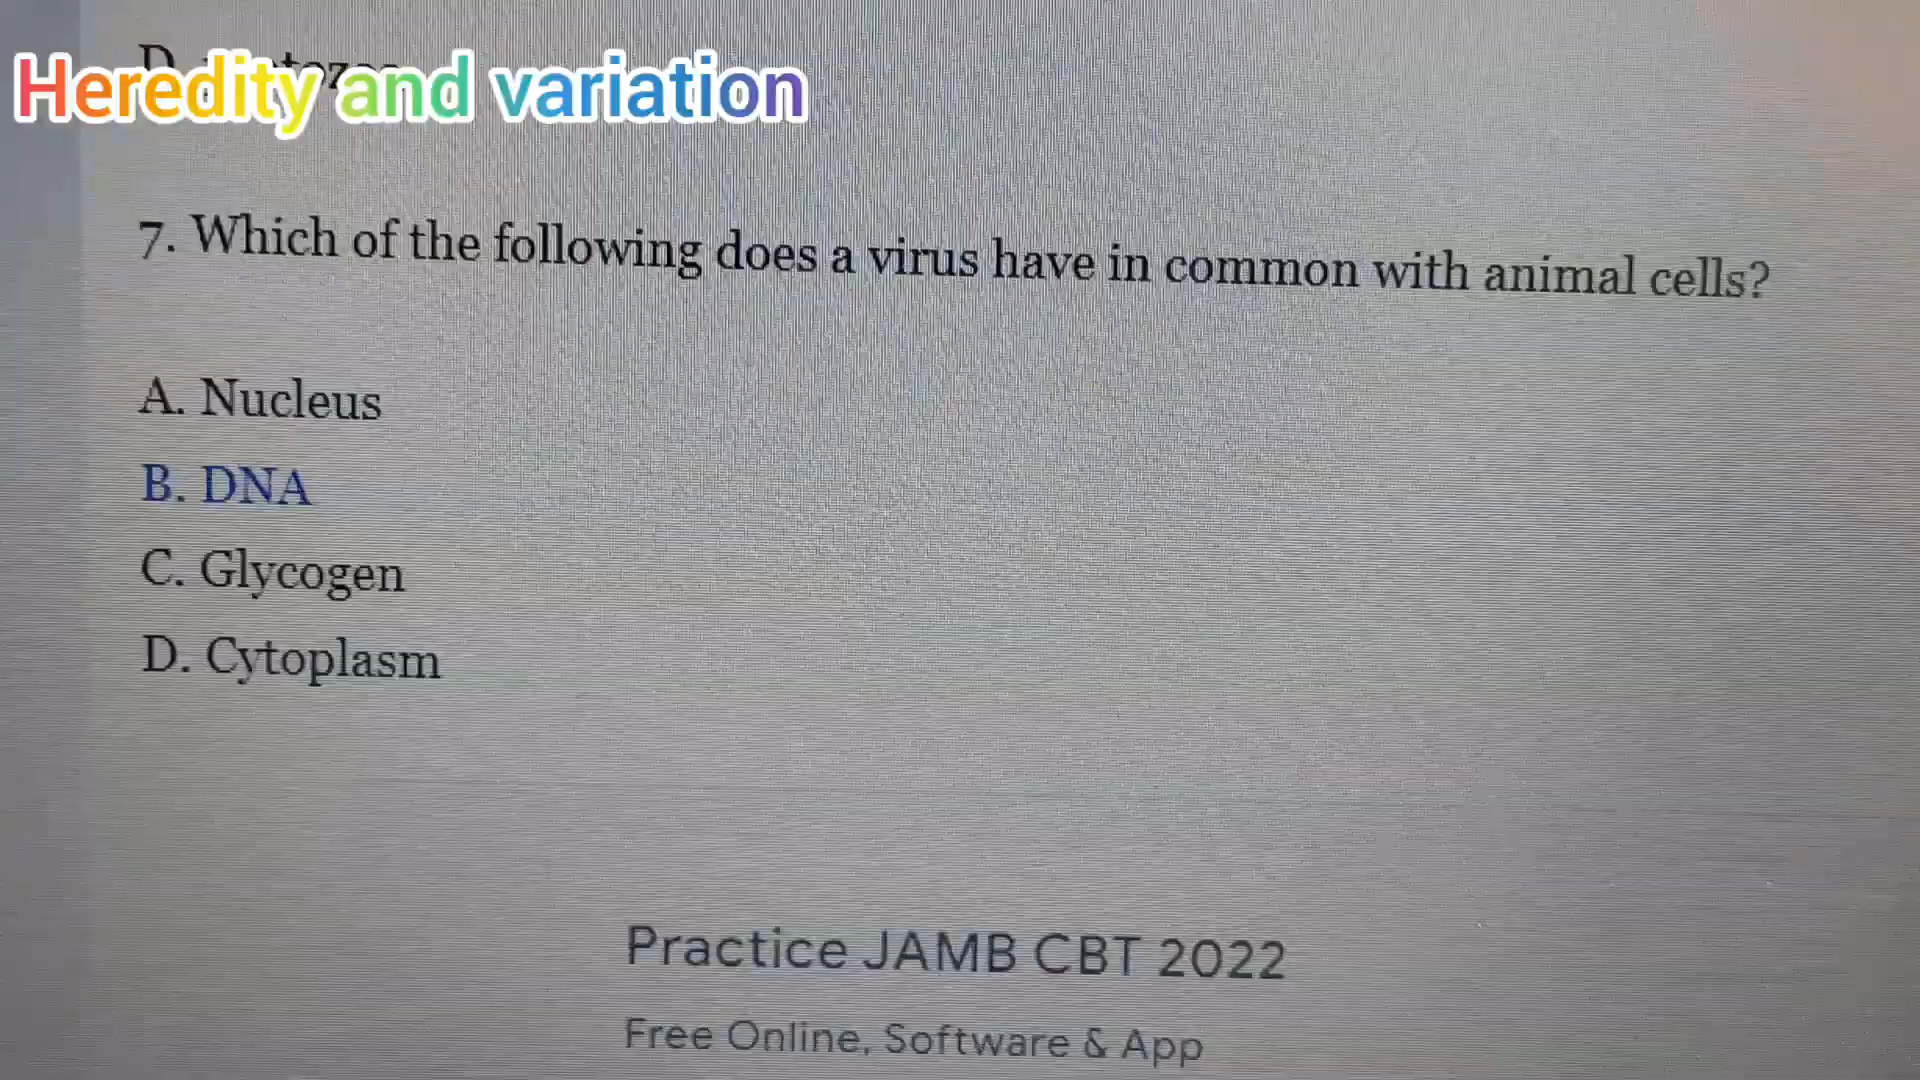 Heredity and variation
7. Which of the following does a virus have in common with animal cells?
A. Nucleus
B. DNA
C. Glycogen
D. Cytoplasm
Practice JAMB CBT 2022
Free Online, Software & App